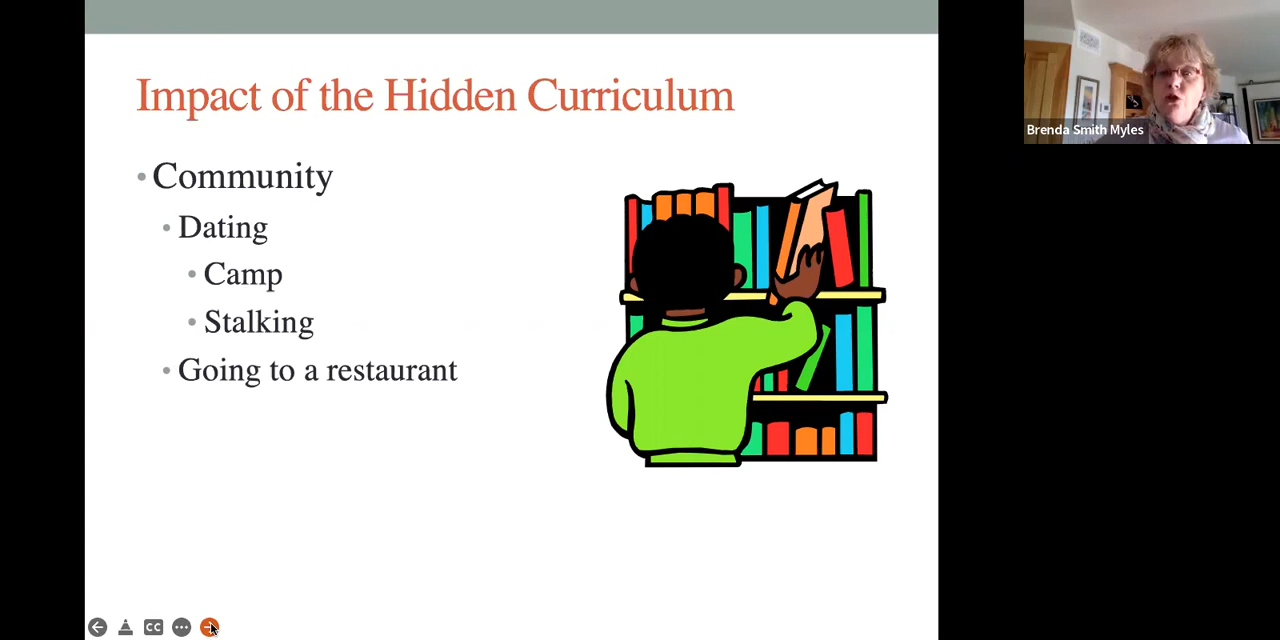 Impact of the Hidden Curriculum
• Community
• Dating
• Camp
• Stalking
• Going to a restaurant
Brenda Smith Myles
CC